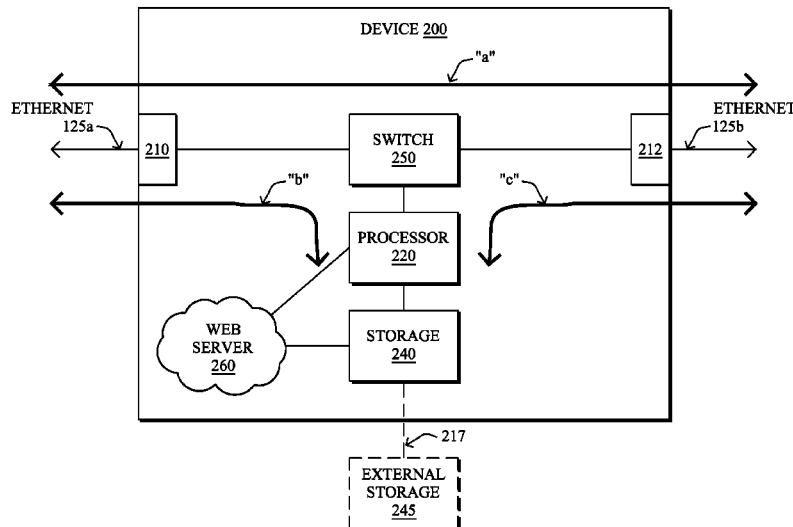 DEVICE 200
"a"
ETHERNET
125a
ETHERNET
125b
210
SWITCH
250
212
"b"
"c"
PROCESSOR
220
WEB
SERVER
260
STORAGE
240
217
EXTERNAL
STORAGE
245